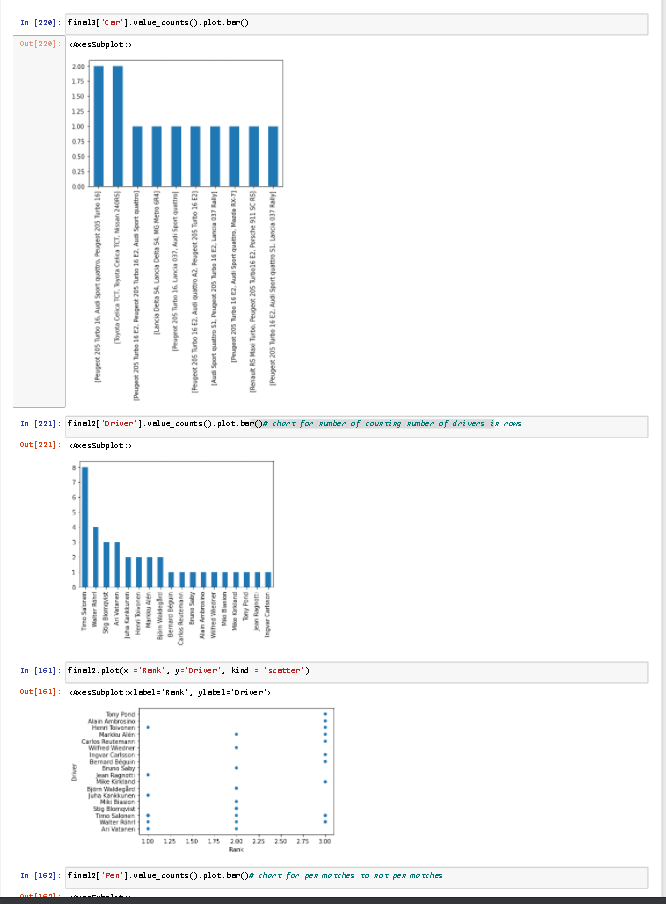 In [220]: final3['Car'].value_counts().plot.bar()
Out[220]: <AxesSubplot:>
2.00
1.75
1.50
1.25
1.00
0.75
0.50
0.25
0.00
[Peugeot 205 Turbo 16, Audi Sport quattro, Peugeot 205 Turbo 16]
[Toyota Celica TCT, Toyota Celica TCT, Nissan 240RS]
[Peugeot 205 Turbo 16 E2, Peugeot 205 Turbo 16 E2, Audi Sport quattro]
[Lancia Delta S4, Lancia Delta S4, MG Metro 6R4]
[Peugeot 205 Turbo 16, Lancia 037, Audi Sport quattro]
[Peugeot 205 Turbo 16 E2, Audi quattro A2, Peugeot 205 Turbo 16 E2]
[Audi Sport quattro S1, Peugeot 205 Turbo 16 E2, Lancia 037 Rally]
[Peugeot 205 Turbo 16 E2, Audi Sport quattro, Mazda RX-7]
[Renault R5 Maxi Turbo, Peugeot 205 Turbo16 E2, Porsche 911 SC RS]
[Peugeot 205 Turbo 16 E2, Audi Sport quattro S1, Lancia 037 Rally]
In [221]: final2['Driver'].value_counts().plot.bar()# chart for number of counting number of drivers in rows
Out[221]: <AxesSubplot:>
8
7
6
5
4
3
2
1
0
Timo Salonen
Walter Röhrl
Stig Blomqvist
Ari Vatanen
Juha Kankkunen
Henri Toivonen
Markku Alén
Björn Waldegård
Bernard Béguin
Carlos Reutemann
Bruno Saby
Alain Ambrosino
Wilfried Wiedner
Miki Biasion
Mike Kirkland
Tony Pond
Jean Ragnotti
Ingvar Carlsson
In [161]: final2.plot(x ='Rank', y='Driver', kind = 'scatter')
Out[161]: <AxesSubplot:xlabel='Rank', ylabel='Driver'>
Tony Pond
Alain Ambrosino
Henri Toivonen
Markku Alén
Carlos Reutemann
Wilfried Wiedner
Ingvar Carlsson
Bernard Béguin
Bruno Saby
Jean Ragnotti
Mike Kirkland
Björn Waldegård
Juha Kankkunen
Miki Biasion
Stig Blomqvist
Timo Salonen
Walter Röhrl
Ari Vatanen
Driver
1.00 1.25 1.50 1.75 2.00 2.25 2.50 2.75 3.00
Rank
In [162]: final2['Pen'].value_counts().plot.bar()# chart for pen matches to not pen matches